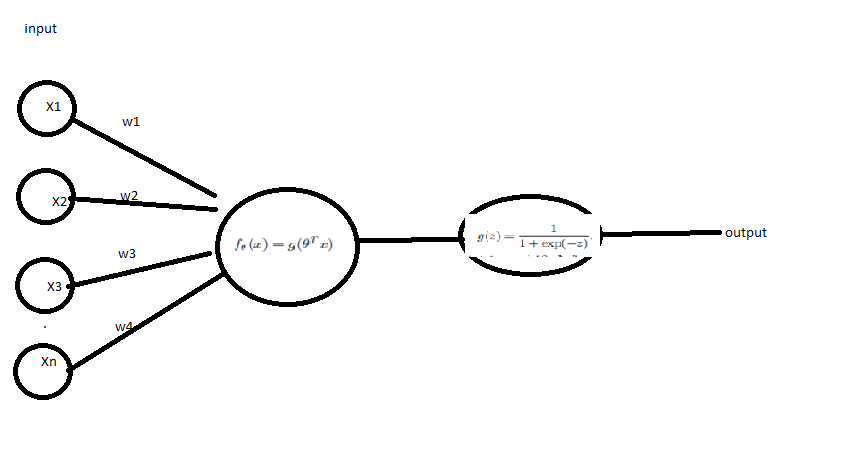 input
X1
w1
X2
w2
w3
X3
.
w4
Xn
f_θ(x) = g(θ^T x)
g(z) = 1 / (1 + exp(−z))
output